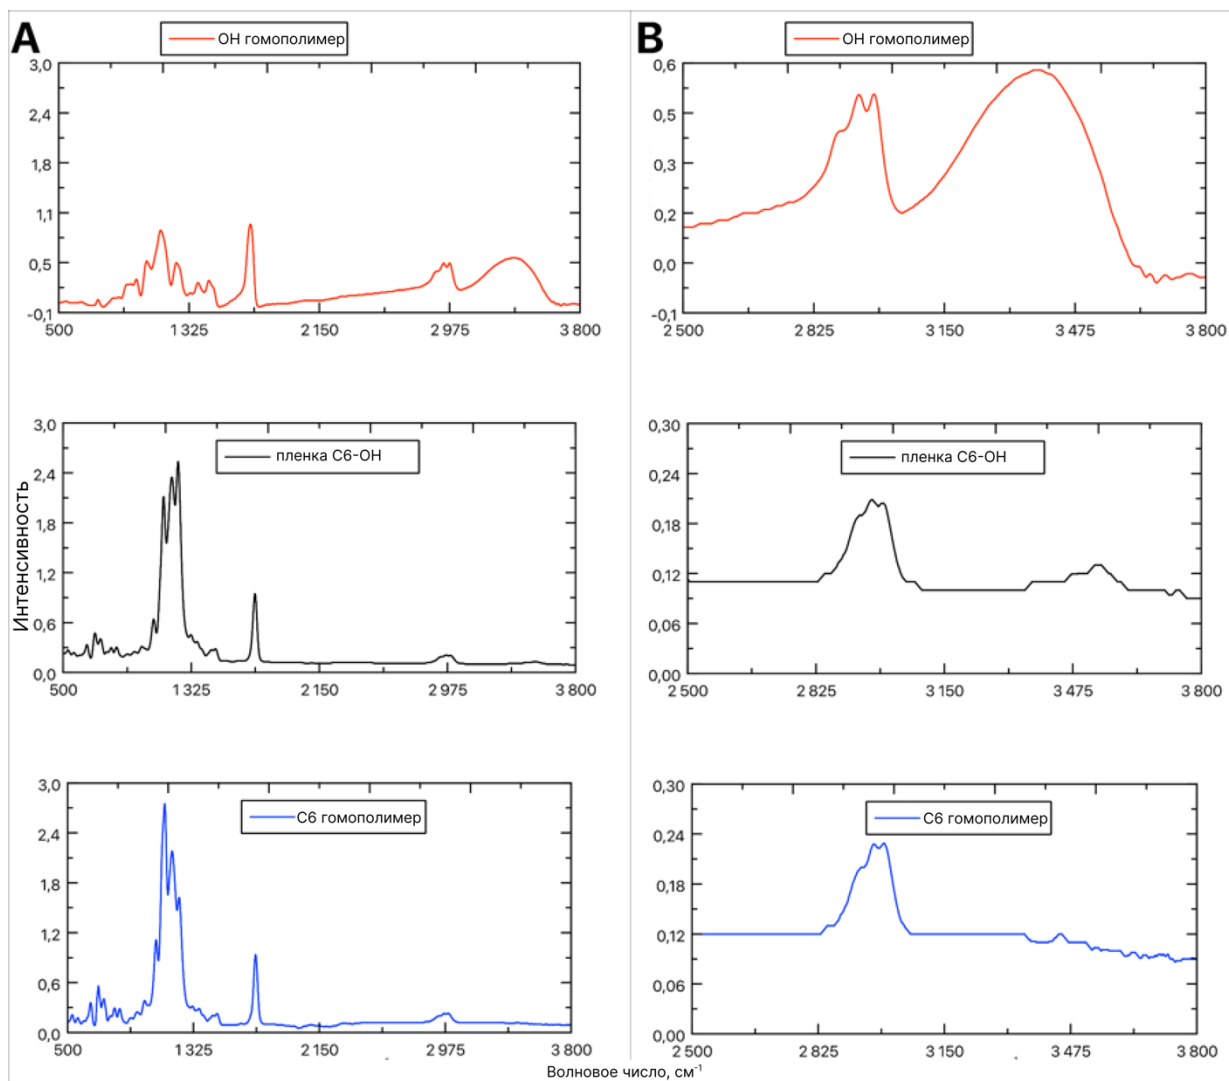 A
OH гомополимер
3,0
2,4
1,8
1,1
0,5
-0,1
500 1325 2 150 2 975 3 800
B
OH гомополимер
0,6
0,5
0,3
0,2
0,0
-0,1
2 500 2 825 3 150 3 475 3 800
Интенсивность
пленка C6-OH
3,0
2,4
1,8
1,2
0,6
0,0
500 1325 2 150 2 975 3 800
пленка C6-OH
0,30
0,24
0,18
0,12
0,06
0,00
2 500 2 825 3 150 3 475 3 800
C6 гомополимер
3,0
2,4
1,8
1,2
0,6
0,0
500 1325 2 150 2 975 3 800
C6 гомополимер
0,30
0,24
0,18
0,12
0,06
0,00
2 500 2 825 3 150 3 475 3 800
Волновое число, см⁻¹